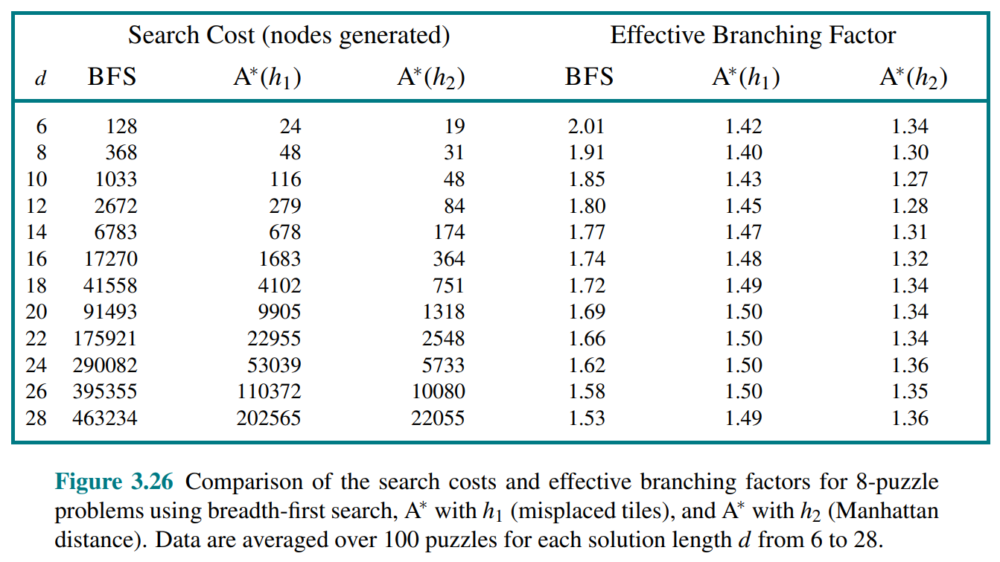 Search Cost (nodes generated) Effective Branching Factor
d BFS A*(h1) A*(h2) BFS A*(h1) A*(h2)
6 128 24 19 2.01 1.42 1.34
8 368 48 31 1.91 1.40 1.30
10 1033 116 48 1.85 1.43 1.27
12 2672 279 84 1.80 1.45 1.28
14 6783 678 174 1.77 1.47 1.31
16 17270 1683 364 1.74 1.48 1.32
18 41558 4102 751 1.72 1.49 1.34
20 91493 9905 1318 1.69 1.50 1.34
22 175921 22955 2548 1.66 1.50 1.34
24 290082 53039 5733 1.62 1.50 1.36
26 395355 110372 10080 1.58 1.50 1.35
28 463234 202565 22055 1.53 1.49 1.36
Figure 3.26 Comparison of the search costs and effective branching factors for 8-puzzle
problems using breadth-first search, A* with h1 (misplaced tiles), and A* with h2 (Manhattan
distance). Data are averaged over 100 puzzles for each solution length d from 6 to 28.